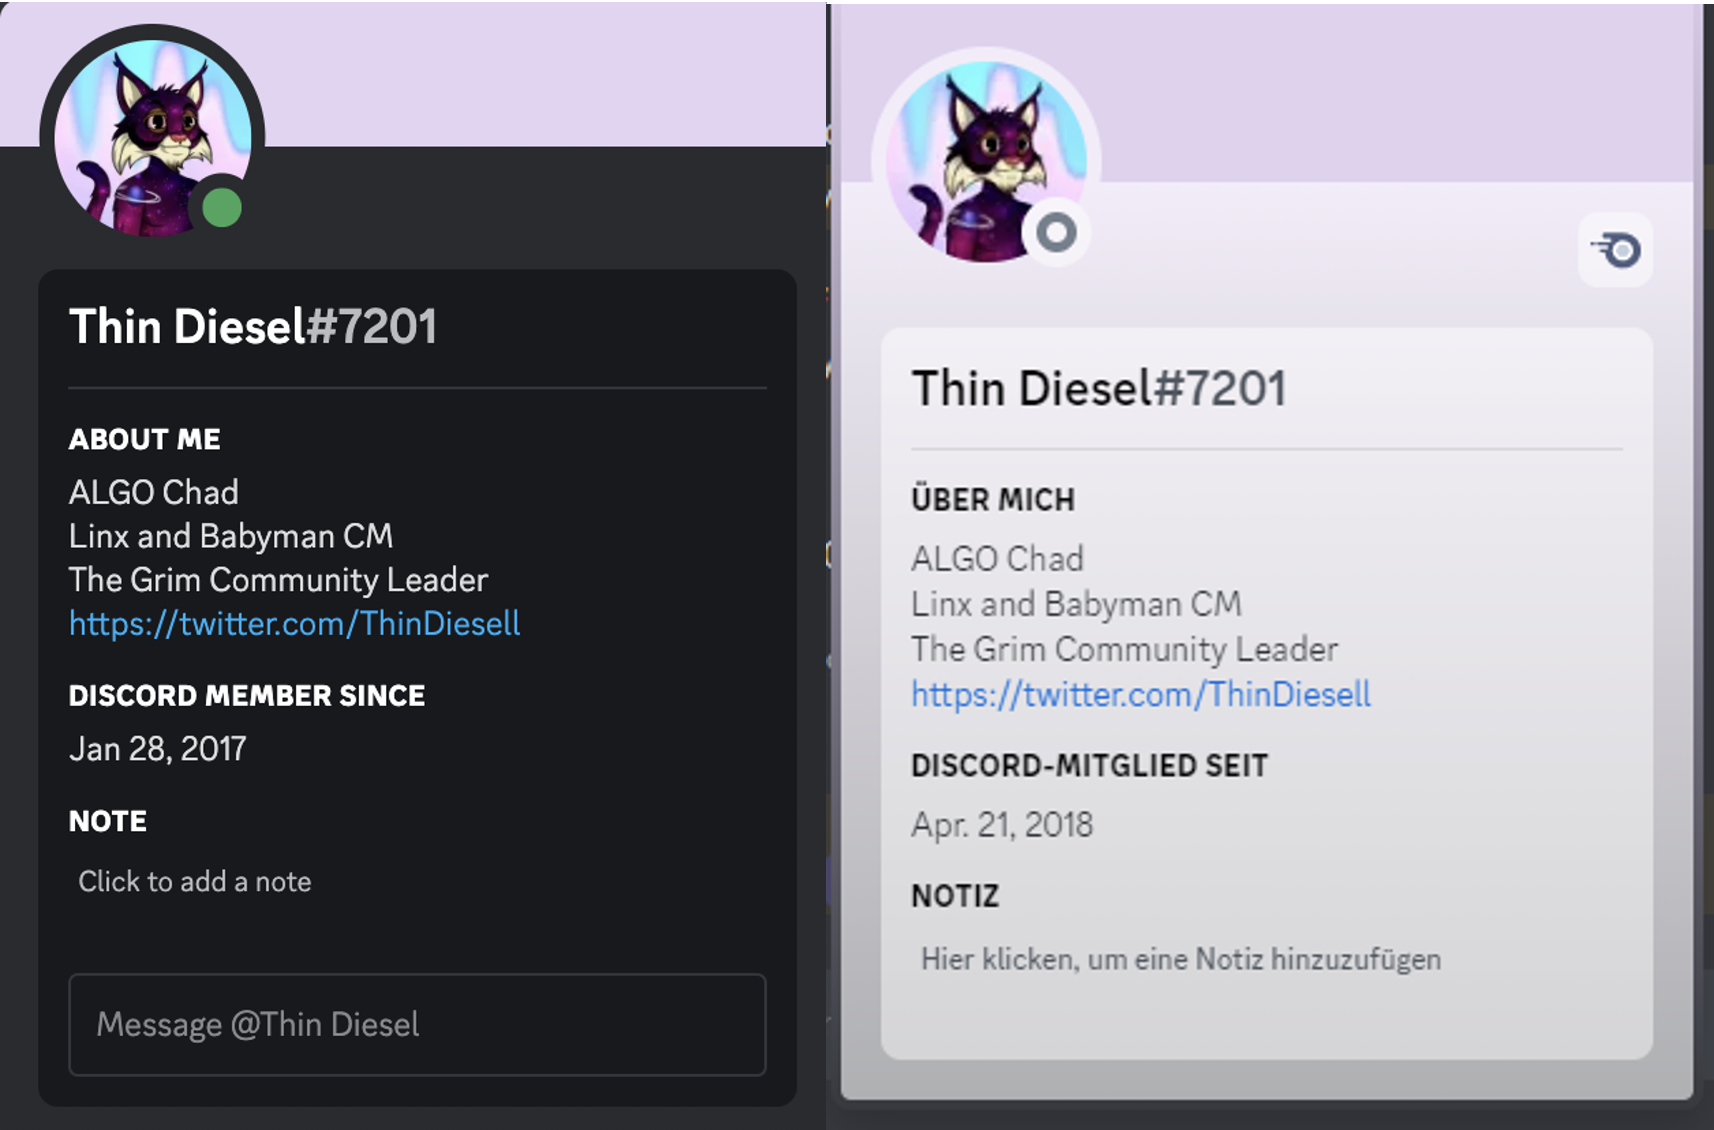 Thin Diesel#7201
ABOUT ME
ALGO Chad
Linx and Babyman CM
The Grim Community Leader
https://twitter.com/ThinDiesell
DISCORD MEMBER SINCE
Jan 28, 2017
NOTE
Click to add a note
Message @Thin Diesel
Thin Diesel#7201
ÜBER MICH
ALGO Chad
Linx and Babyman CM
The Grim Community Leader
https://twitter.com/ThinDiesell
DISCORD-MITGLIED SEIT
Apr. 21, 2018
NOTIZ
Hier klicken, um eine Notiz hinzuzufügen